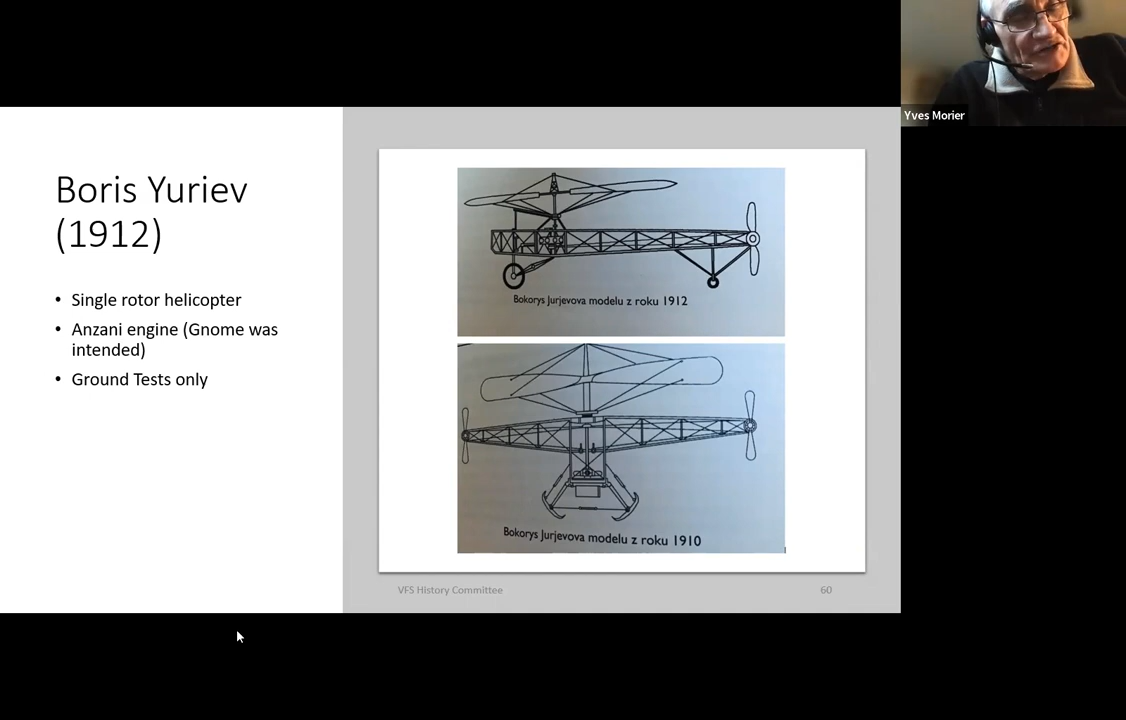 Yves Morier
Boris Yuriev
(1912)
• Single rotor helicopter
• Anzani engine (Gnome was
intended)
• Ground Tests only
Bokorys Jurjevova modelu z roku 1912
Bokorys Jurjevova modelu z roku 1910
VFS History Committee
60